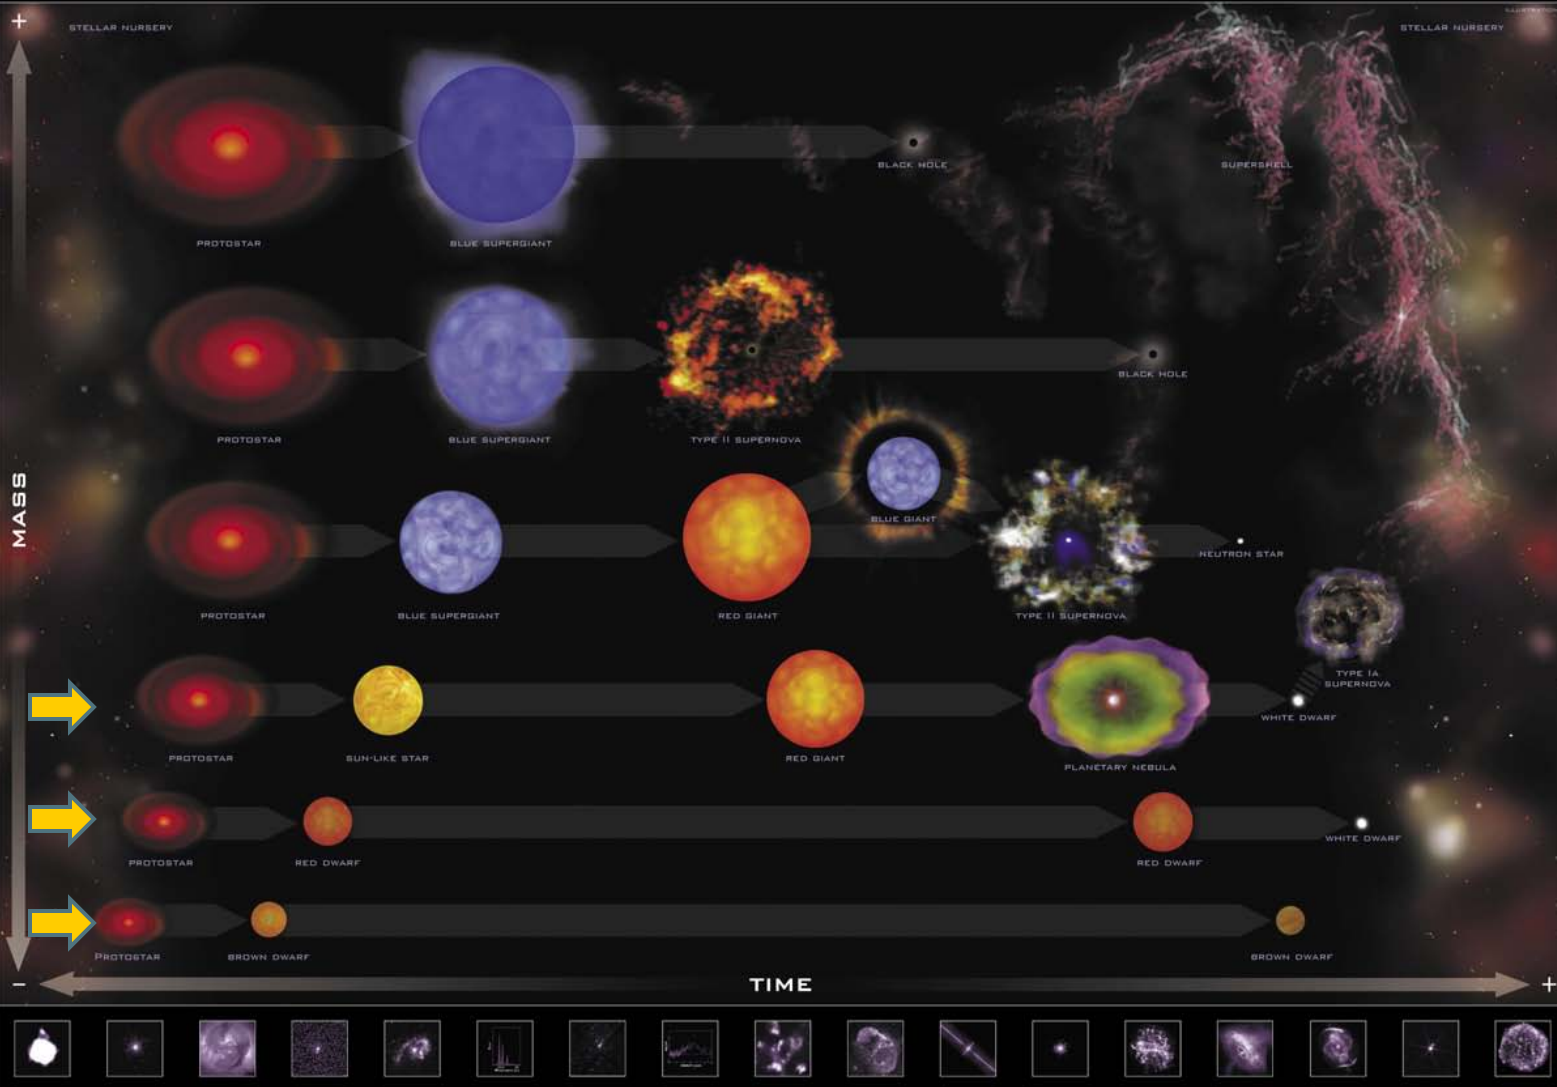 +
STELLAR NURSERY
STELLAR NURSERY
BLACK HOLE
SUPERSHELL
PROTOSTAR
BLUE SUPERGIANT
BLACK HOLE
PROTOSTAR
BLUE SUPERGIANT
TYPE II SUPERNOVA
BLUE GIANT
MASS
NEUTRON STAR
PROTOSTAR
BLUE SUPERGIANT
RED GIANT
TYPE II SUPERNOVA
TYPE IA
SUPERNOVA
WHITE DWARF
PROTOSTAR
SUN-LIKE STAR
RED GIANT
PLANETARY NEBULA
WHITE DWARF
PROTOSTAR
RED DWARF
RED DWARF
PROTOSTAR
BROWN DWARF
BROWN DWARF
− TIME +